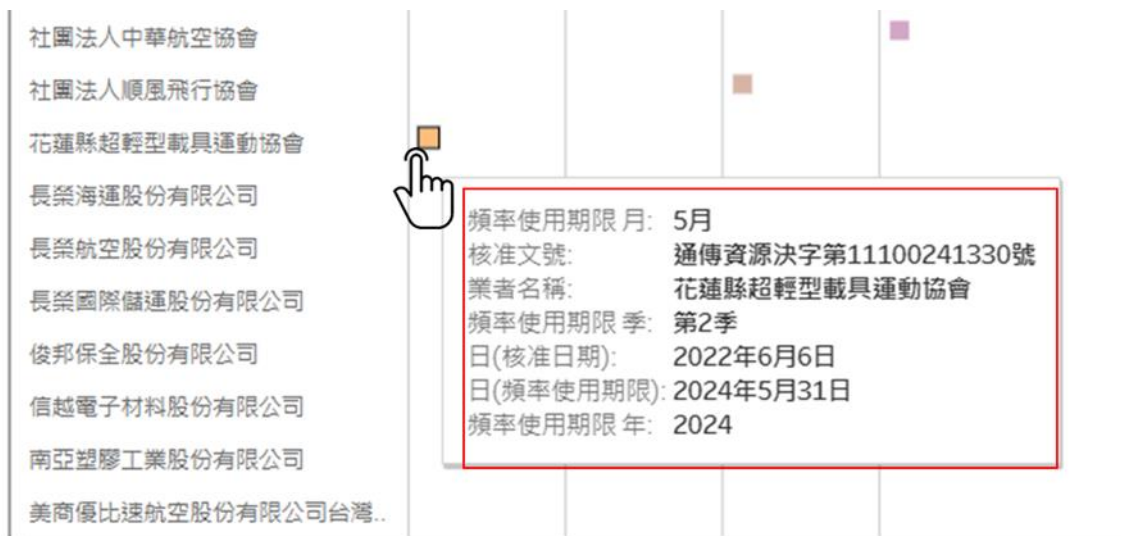 社團法人中華航空協會
社團法人順風飛行協會
花蓮縣超輕型載具運動協會
長榮海運股份有限公司
長榮航空股份有限公司
長榮國際儲運股份有限公司
俊邦保全股份有限公司
信越電子材料股份有限公司
南亞塑膠工業股份有限公司
美商優比速航空股份有限公司台灣..
頻率使用期限 月: 5月
核准文號: 通傳資源決字第11100241330號
業者名稱: 花蓮縣超輕型載具運動協會
頻率使用期限 季: 第2季
日(核准日期): 2022年6月6日
日(頻率使用期限): 2024年5月31日
頻率使用期限 年: 2024